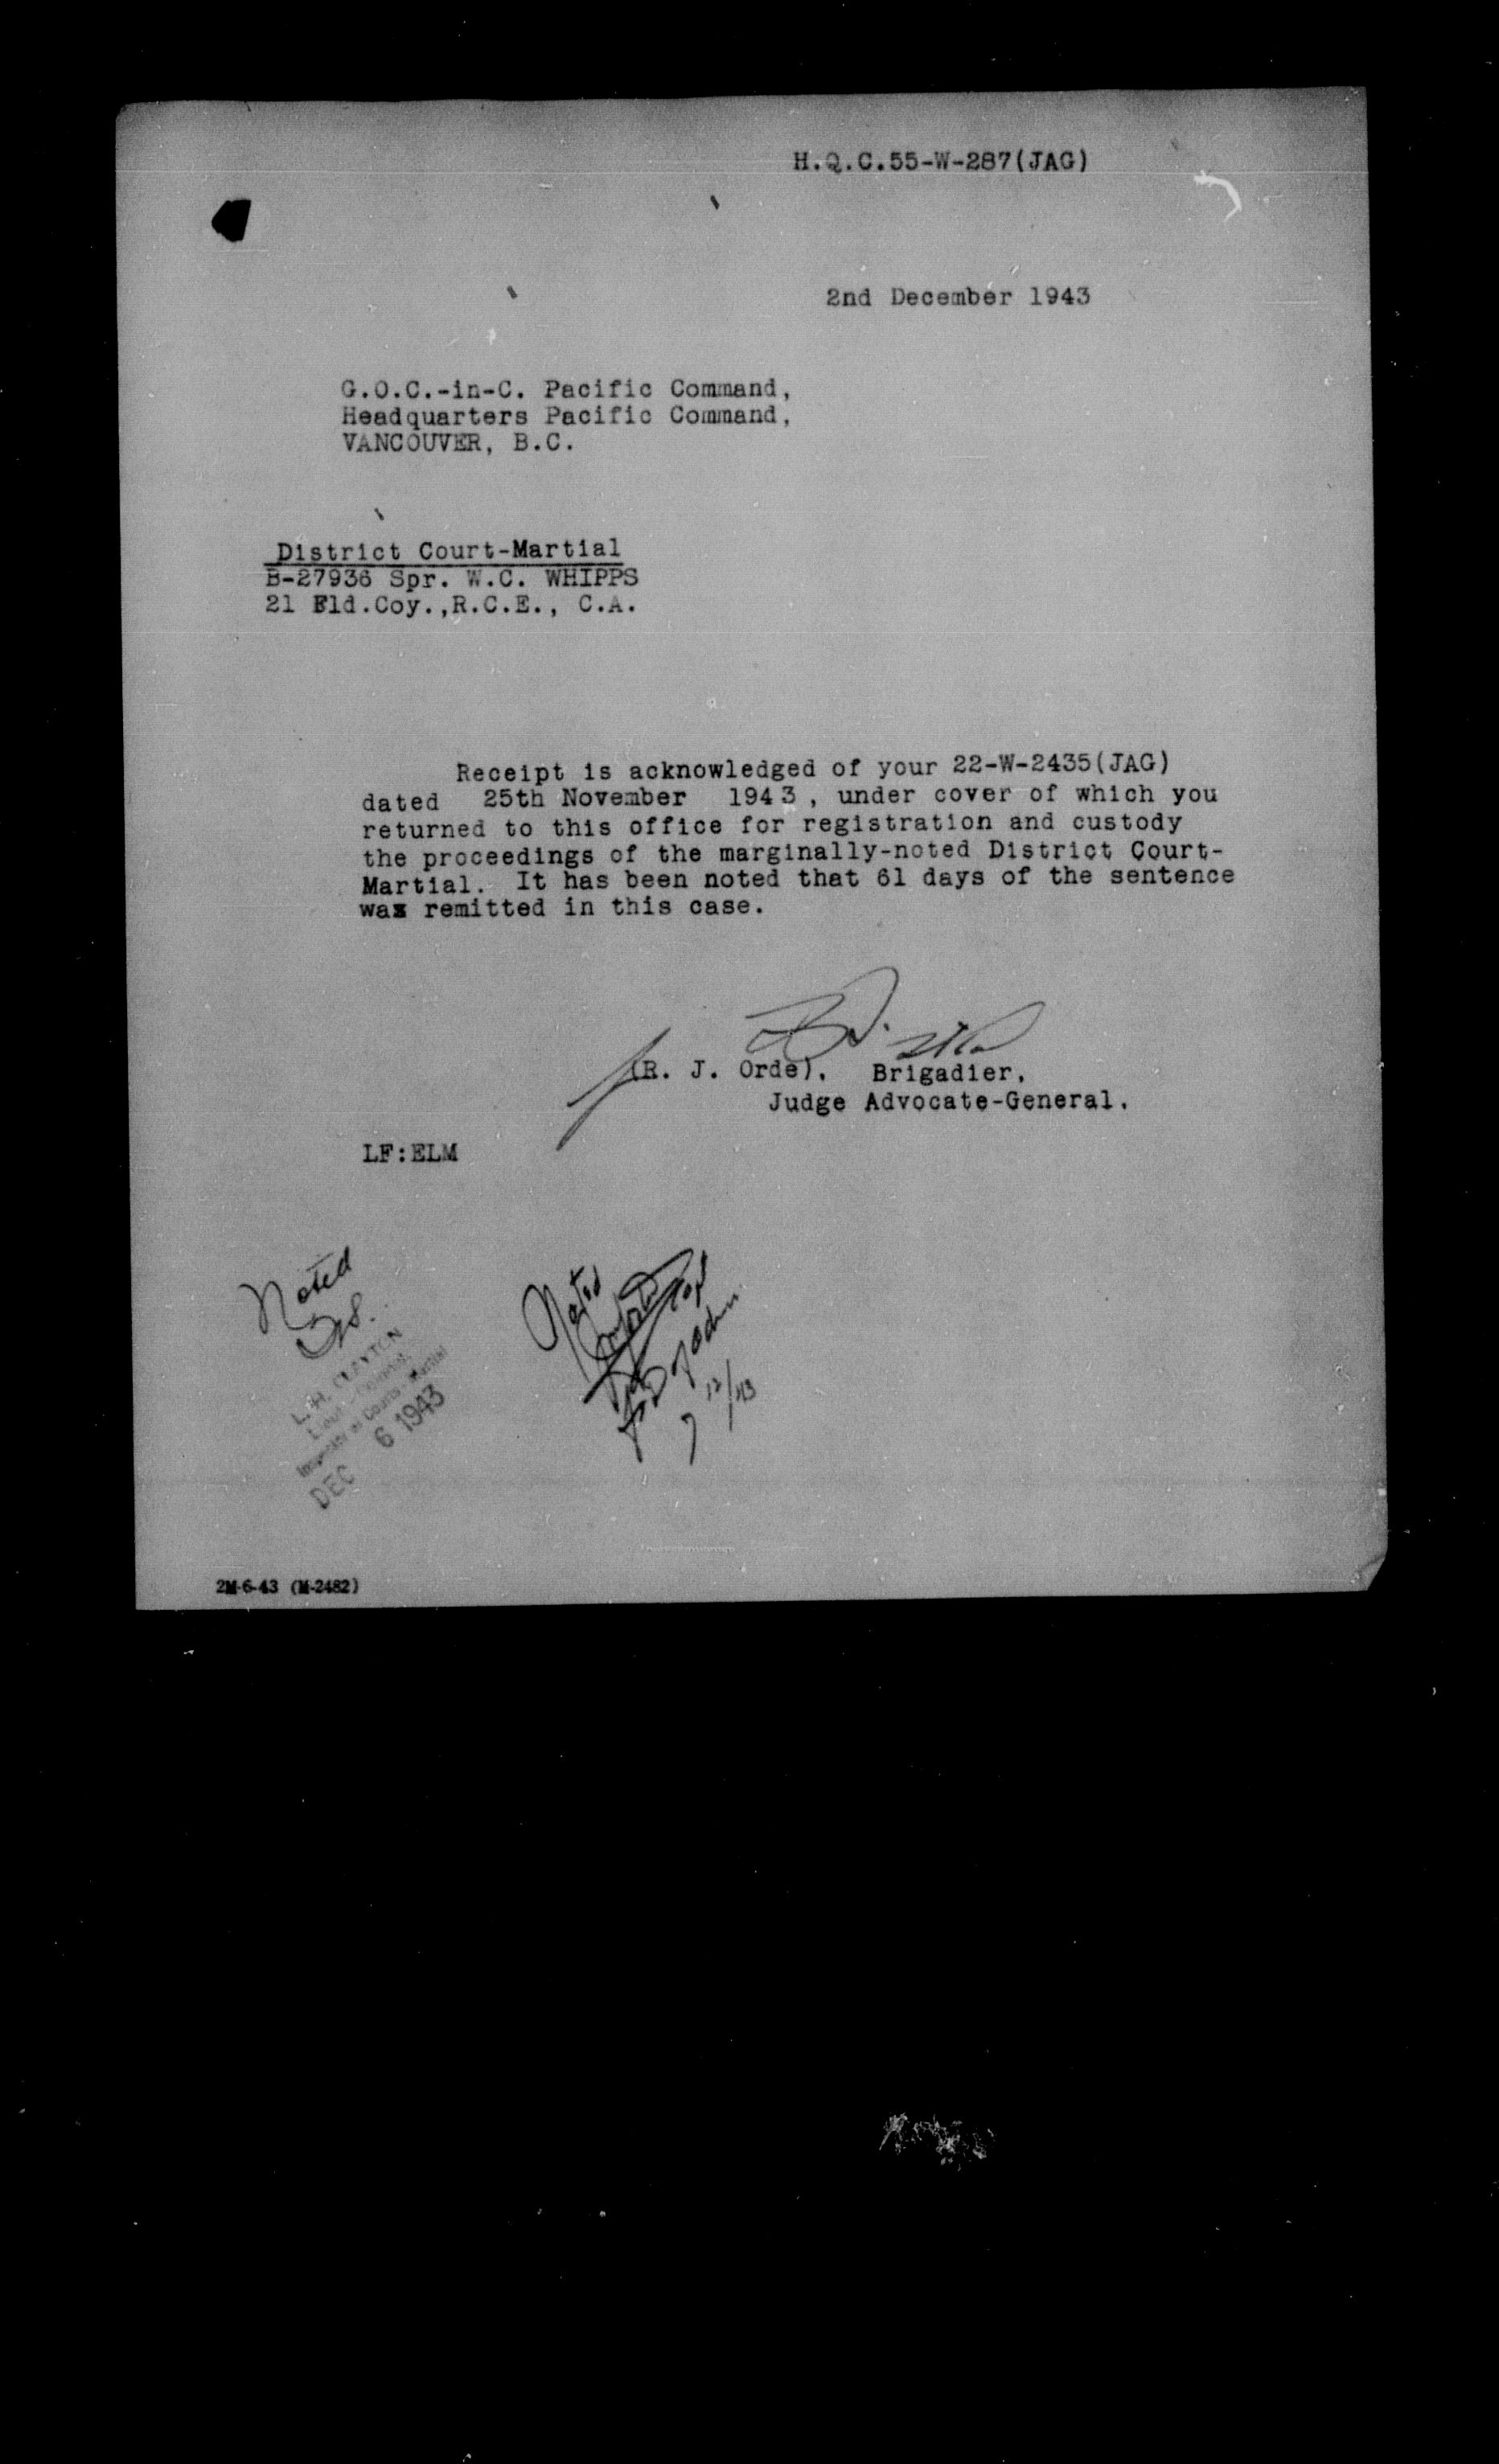 H.Q.C.55-W-287(JAG)
2nd December 1943
G.O.C.-in-C. Pacific Command,
Headquarters Pacific Command,
VANCOUVER, B.C.
District Court-Martial
B-27936 Spr. W.C. WHIPPS
21 Fld.Coy.,R.C.E., C.A.
Receipt is acknowledged of your 22-W-2435(JAG)
dated 25th November 1943, under cover of which you
returned to this office for registration and custody
the proceedings of the marginally-noted District Court-
Martial. It has been noted that 61 days of the sentence
was remitted in this case.
(R. J. Orde), Brigadier,
Judge Advocate-General.
LF:ELM
Noted
L.H. CLAYTON
Courts Martial
DEC 6 1943
Noted
7 12/43
2M-6-43 (M-2482)